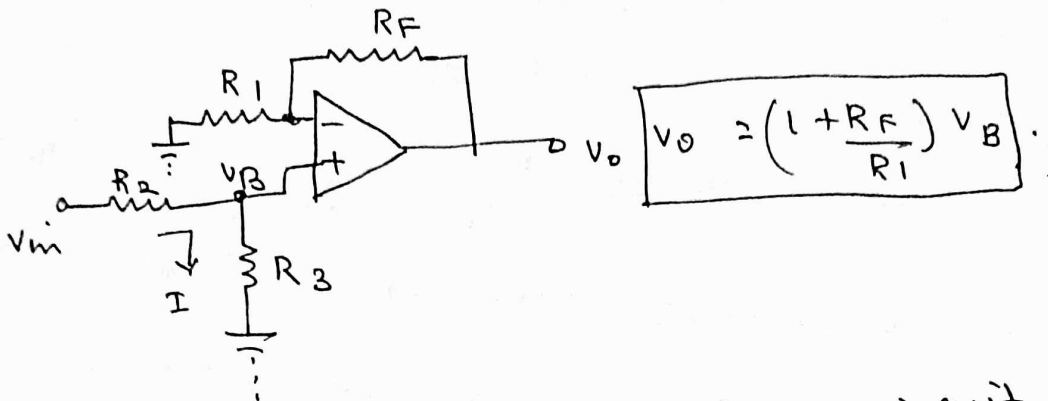 RF
R1
−
+
Vo
Vo = (1 + RF/R1) VB.
R2
VB
Vin
I
R3